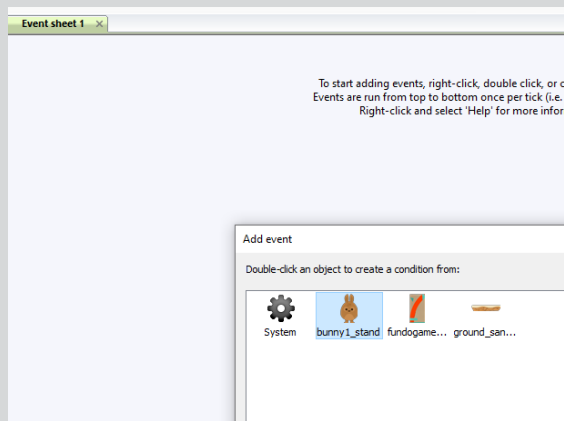 Event sheet 1
To start adding events, right-click, double click, or
Events are run from top to bottom once per tick (i.e.
Right-click and select 'Help' for more
Add event
Double-click an object to create a condition from:
System
bunny1_stand
fundogame...
ground_san...